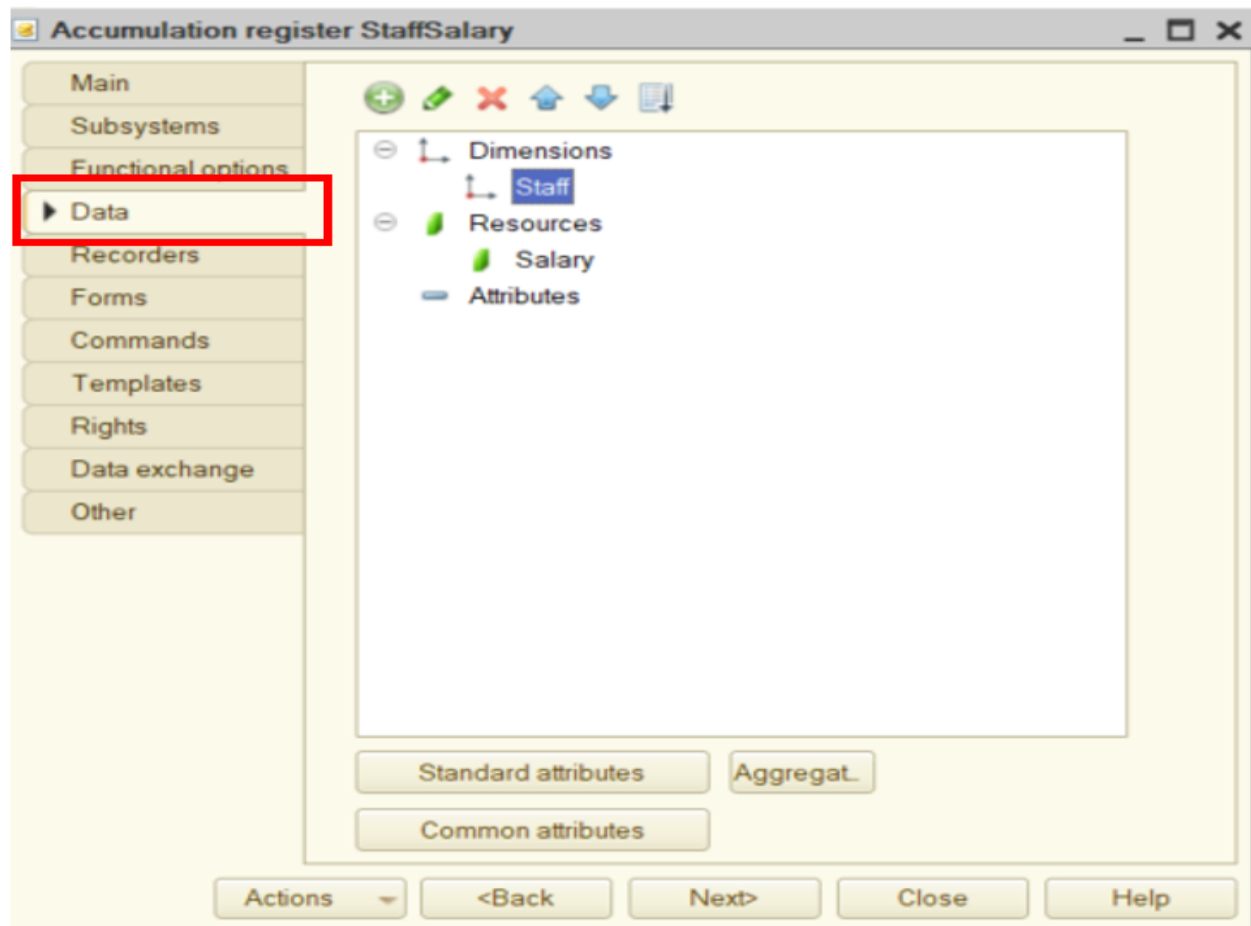 Accumulation register StaffSalary
Main
Subsystems
Functional options
Data
Recorders
Forms
Commands
Templates
Rights
Data exchange
Other
Dimensions
Staff
Resources
Salary
Attributes
Standard attributes
Aggregat...
Common attributes
Actions
<Back
Next>
Close
Help